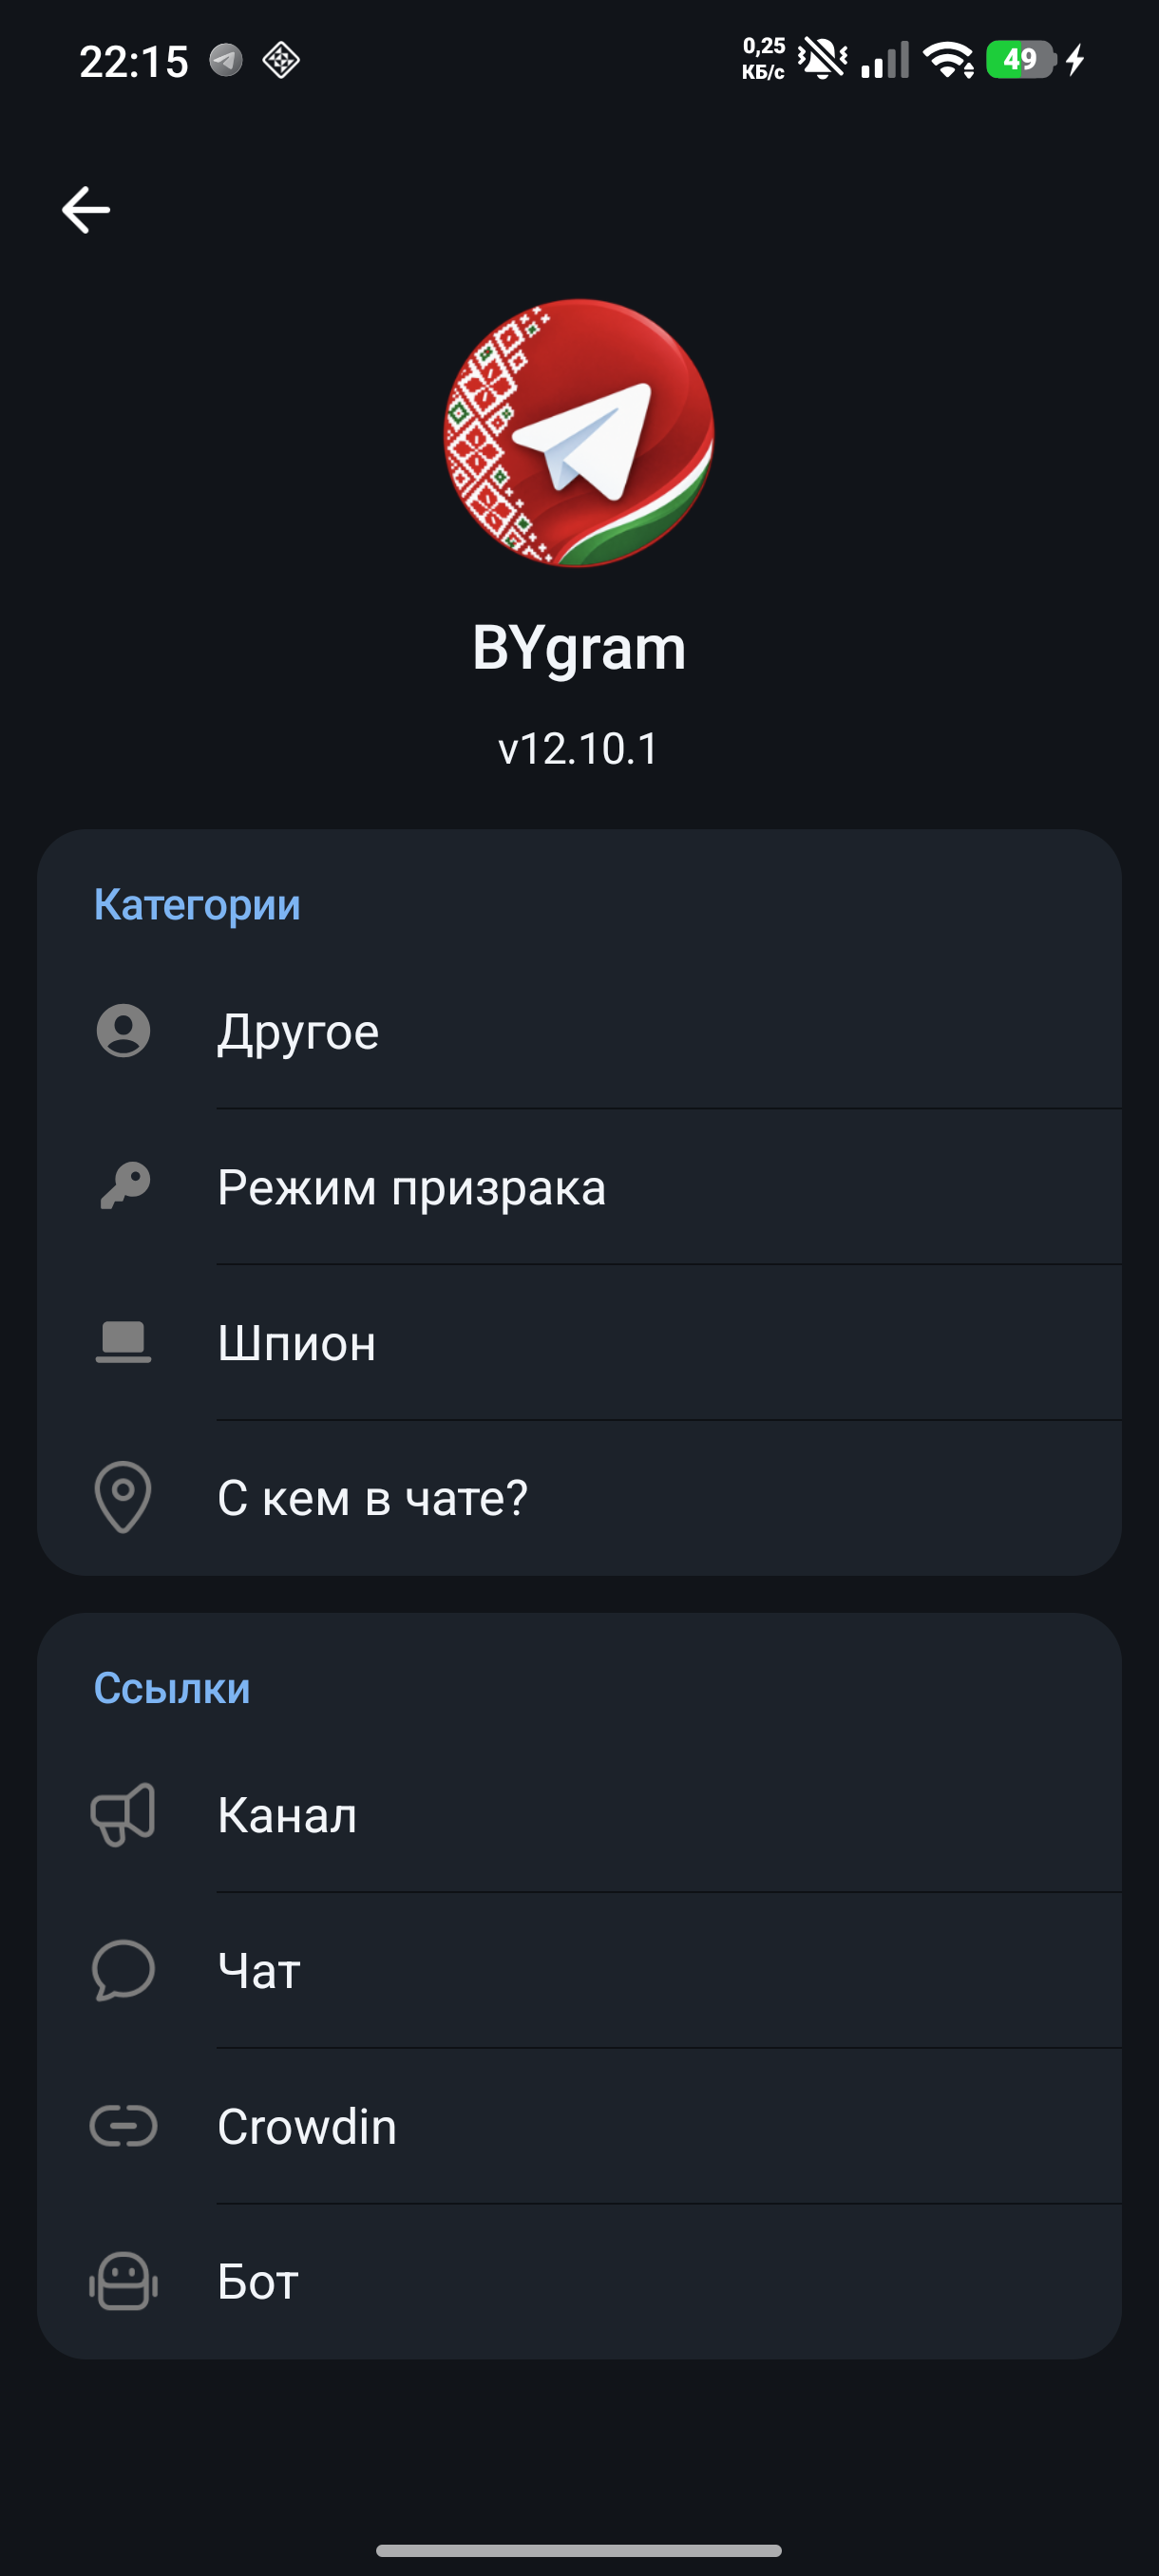 22:15
0,25
КБ/с
49
BYgram
v12.10.1
Категории
Другое
Режим призрака
Шпион
С кем в чате?
Ссылки
Канал
Чат
Crowdin
Бот